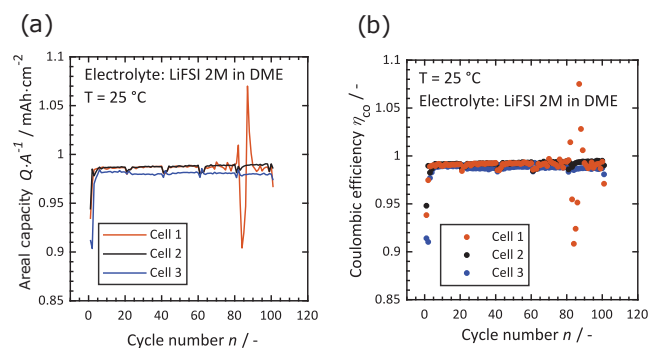 (a)
1.1
1.05
1
0.95
0.9
0.85
Areal capacity Q·A⁻¹ / mAh·cm⁻²
Electrolyte: LiFSI 2M in DME
T = 25 °C
Cell 1
Cell 2
Cell 3
0 20 40 60 80 100 120
Cycle number n / -
(b)
1.1
1.05
1
0.95
0.9
0.85
Coulombic efficiency η_co / -
T = 25 °C
Electrolyte: LiFSI 2M in DME
Cell 1
Cell 2
Cell 3
0 20 40 60 80 100 120
Cycle number n / -